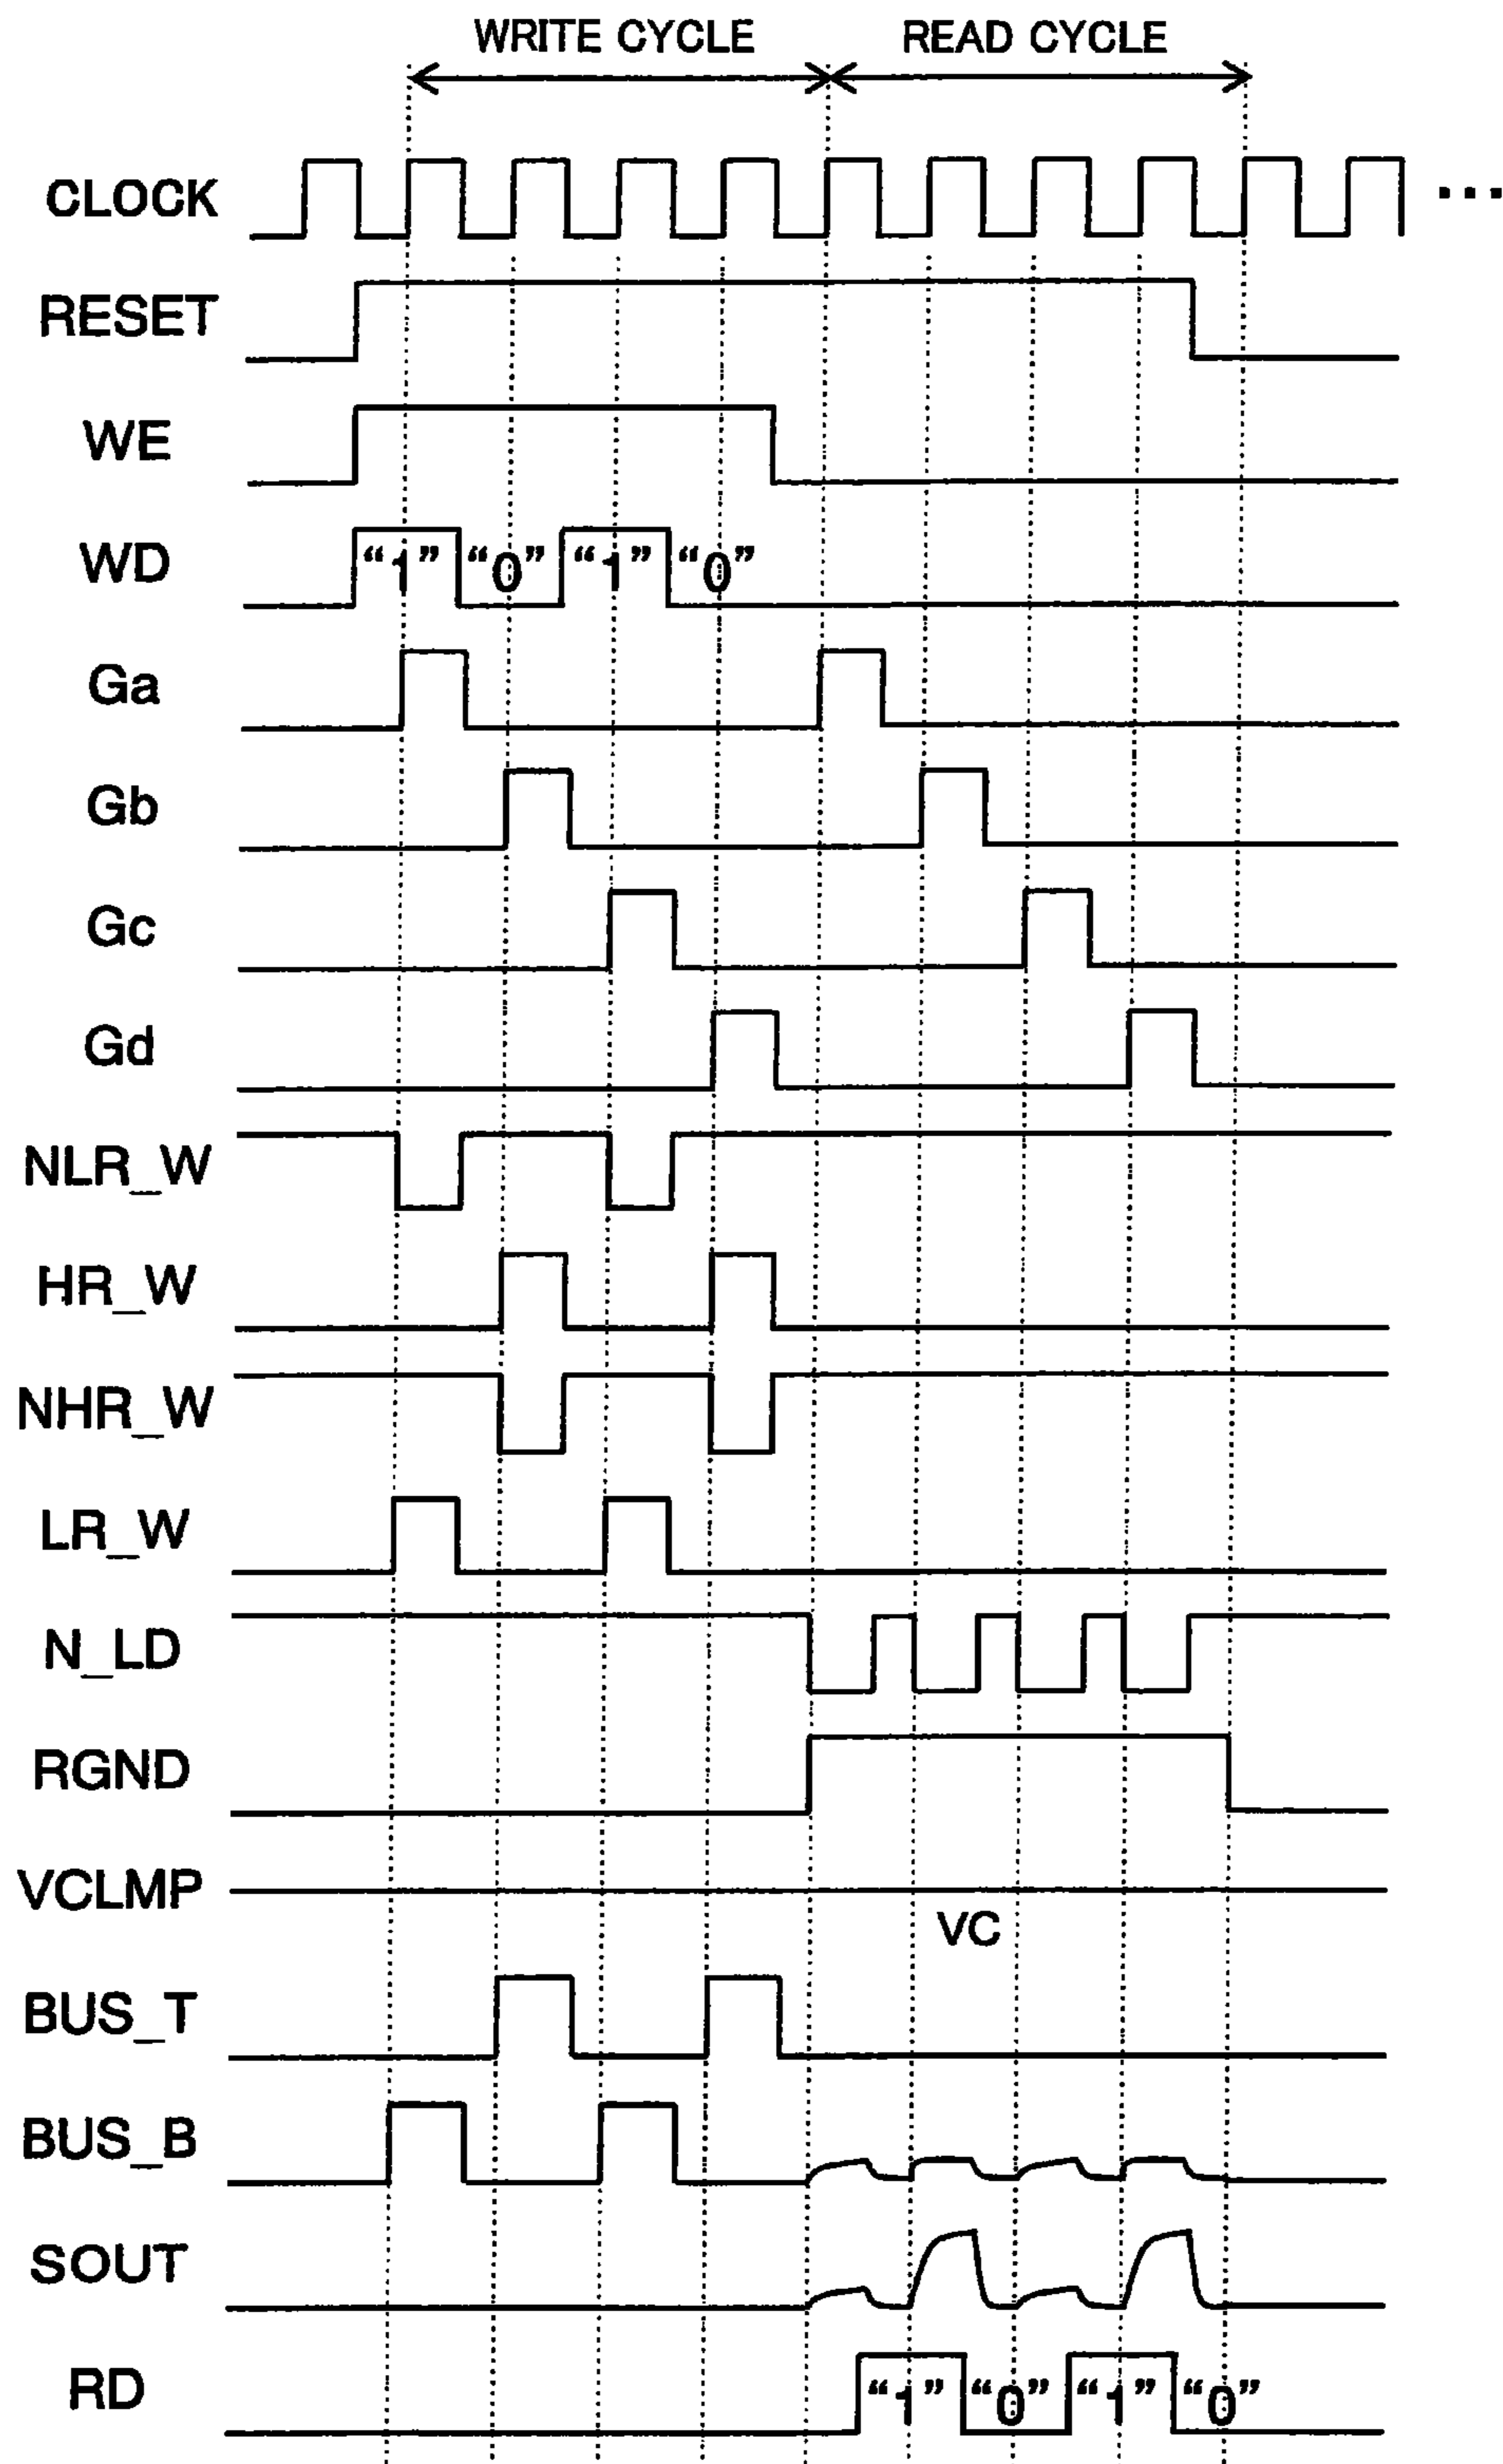 WRITE CYCLE READ CYCLE
CLOCK ...
RESET
WE
WD “1” “0” “1” “0”
Ga
Gb
Gc
Gd
NLR_W
HR_W
NHR_W
LR_W
N_LD
RGND
VCLMP
VC
BUS_T
BUS_B
SOUT
RD “1” “0” “1” “0”